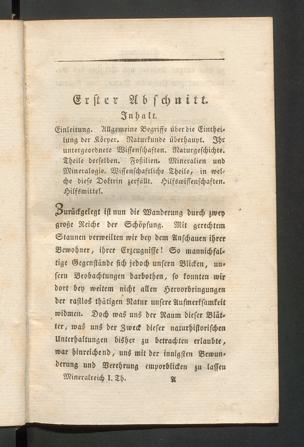 Erster Abschnitt.
Inhalt.
Einleitung. Allgemeine Begriffe über die Einthei-
lung der Körper. Naturkunde überhaupt. Ihr
untergeordnete Wissenschaften. Naturgeschichte.
Theile derselben. Fossilien. Mineralien und
Mineralogie. Wissenschaftliche Theile, in wel-
che diese Doktrin zerfällt. Hilfswissenschaften.
Hilfsmittel.
Zurückgelegt ist nun die Wanderung durch zwey
große Reiche der Schöpfung. Mit gerechtem
Staunen verweilten wir bey dem Anschauen ihrer
Bewohner, ihrer Erzeugnisse! So mannichfal-
tige Gegenstände sich jedoch unsern Blicken, un-
sern Beobachtungen darbothen, so konnten wir
dort bey weitem nicht allen Hervorbringungen
der rastlos thätigen Natur unsere Aufmerksamkeit
widmen. Doch was uns der Raum dieser Blät-
ter, was uns der Zweck dieser naturhistorischen
Unterhaltungen bisher zu betrachten erlaubte,
war hinreichend, uns mit der innigsten Bewun-
derung und Verehrung emporblicken zu lassen
Mineralreich I. Th. A